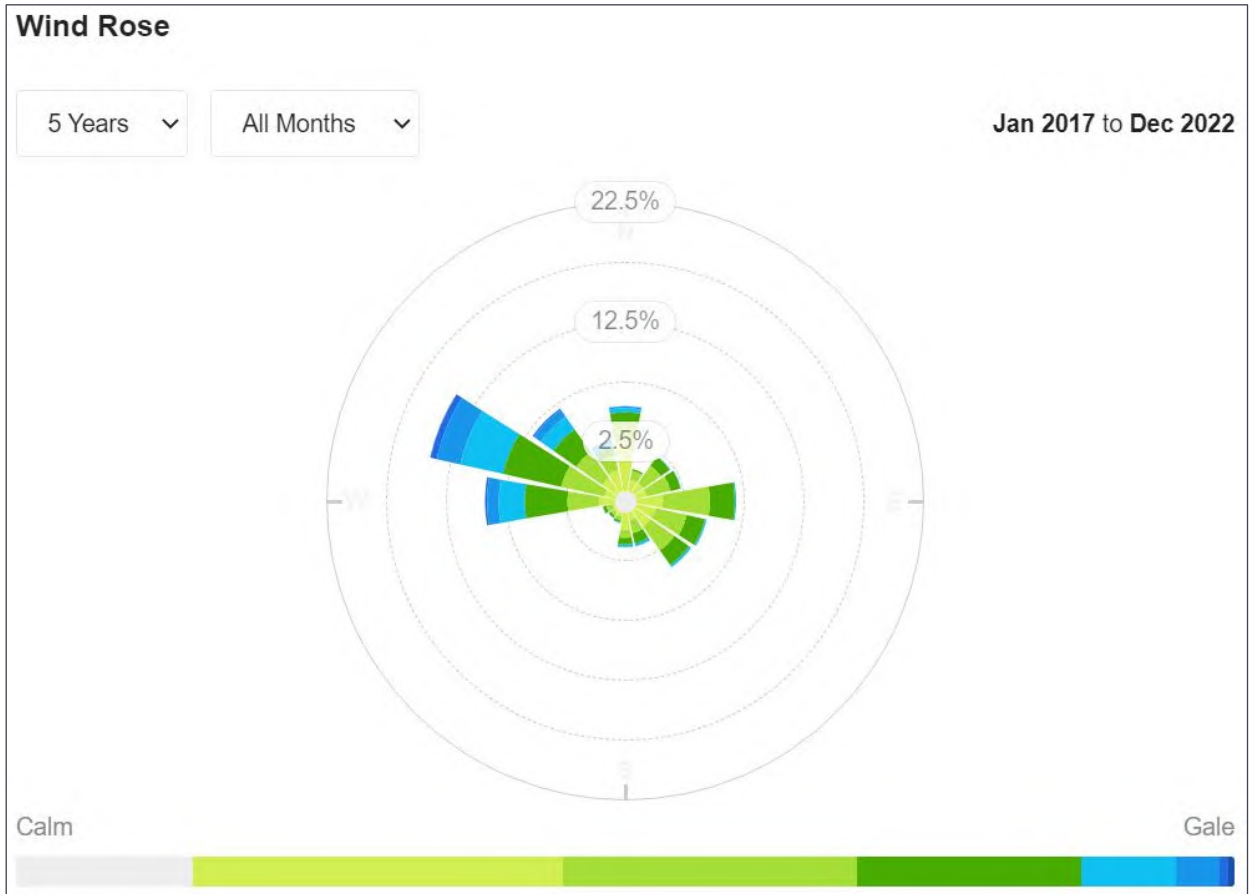 Wind Rose
5 Years
All Months
Jan 2017 to Dec 2022
22.5%
N
12.5%
2.5%
W
E
S
Calm
Gale